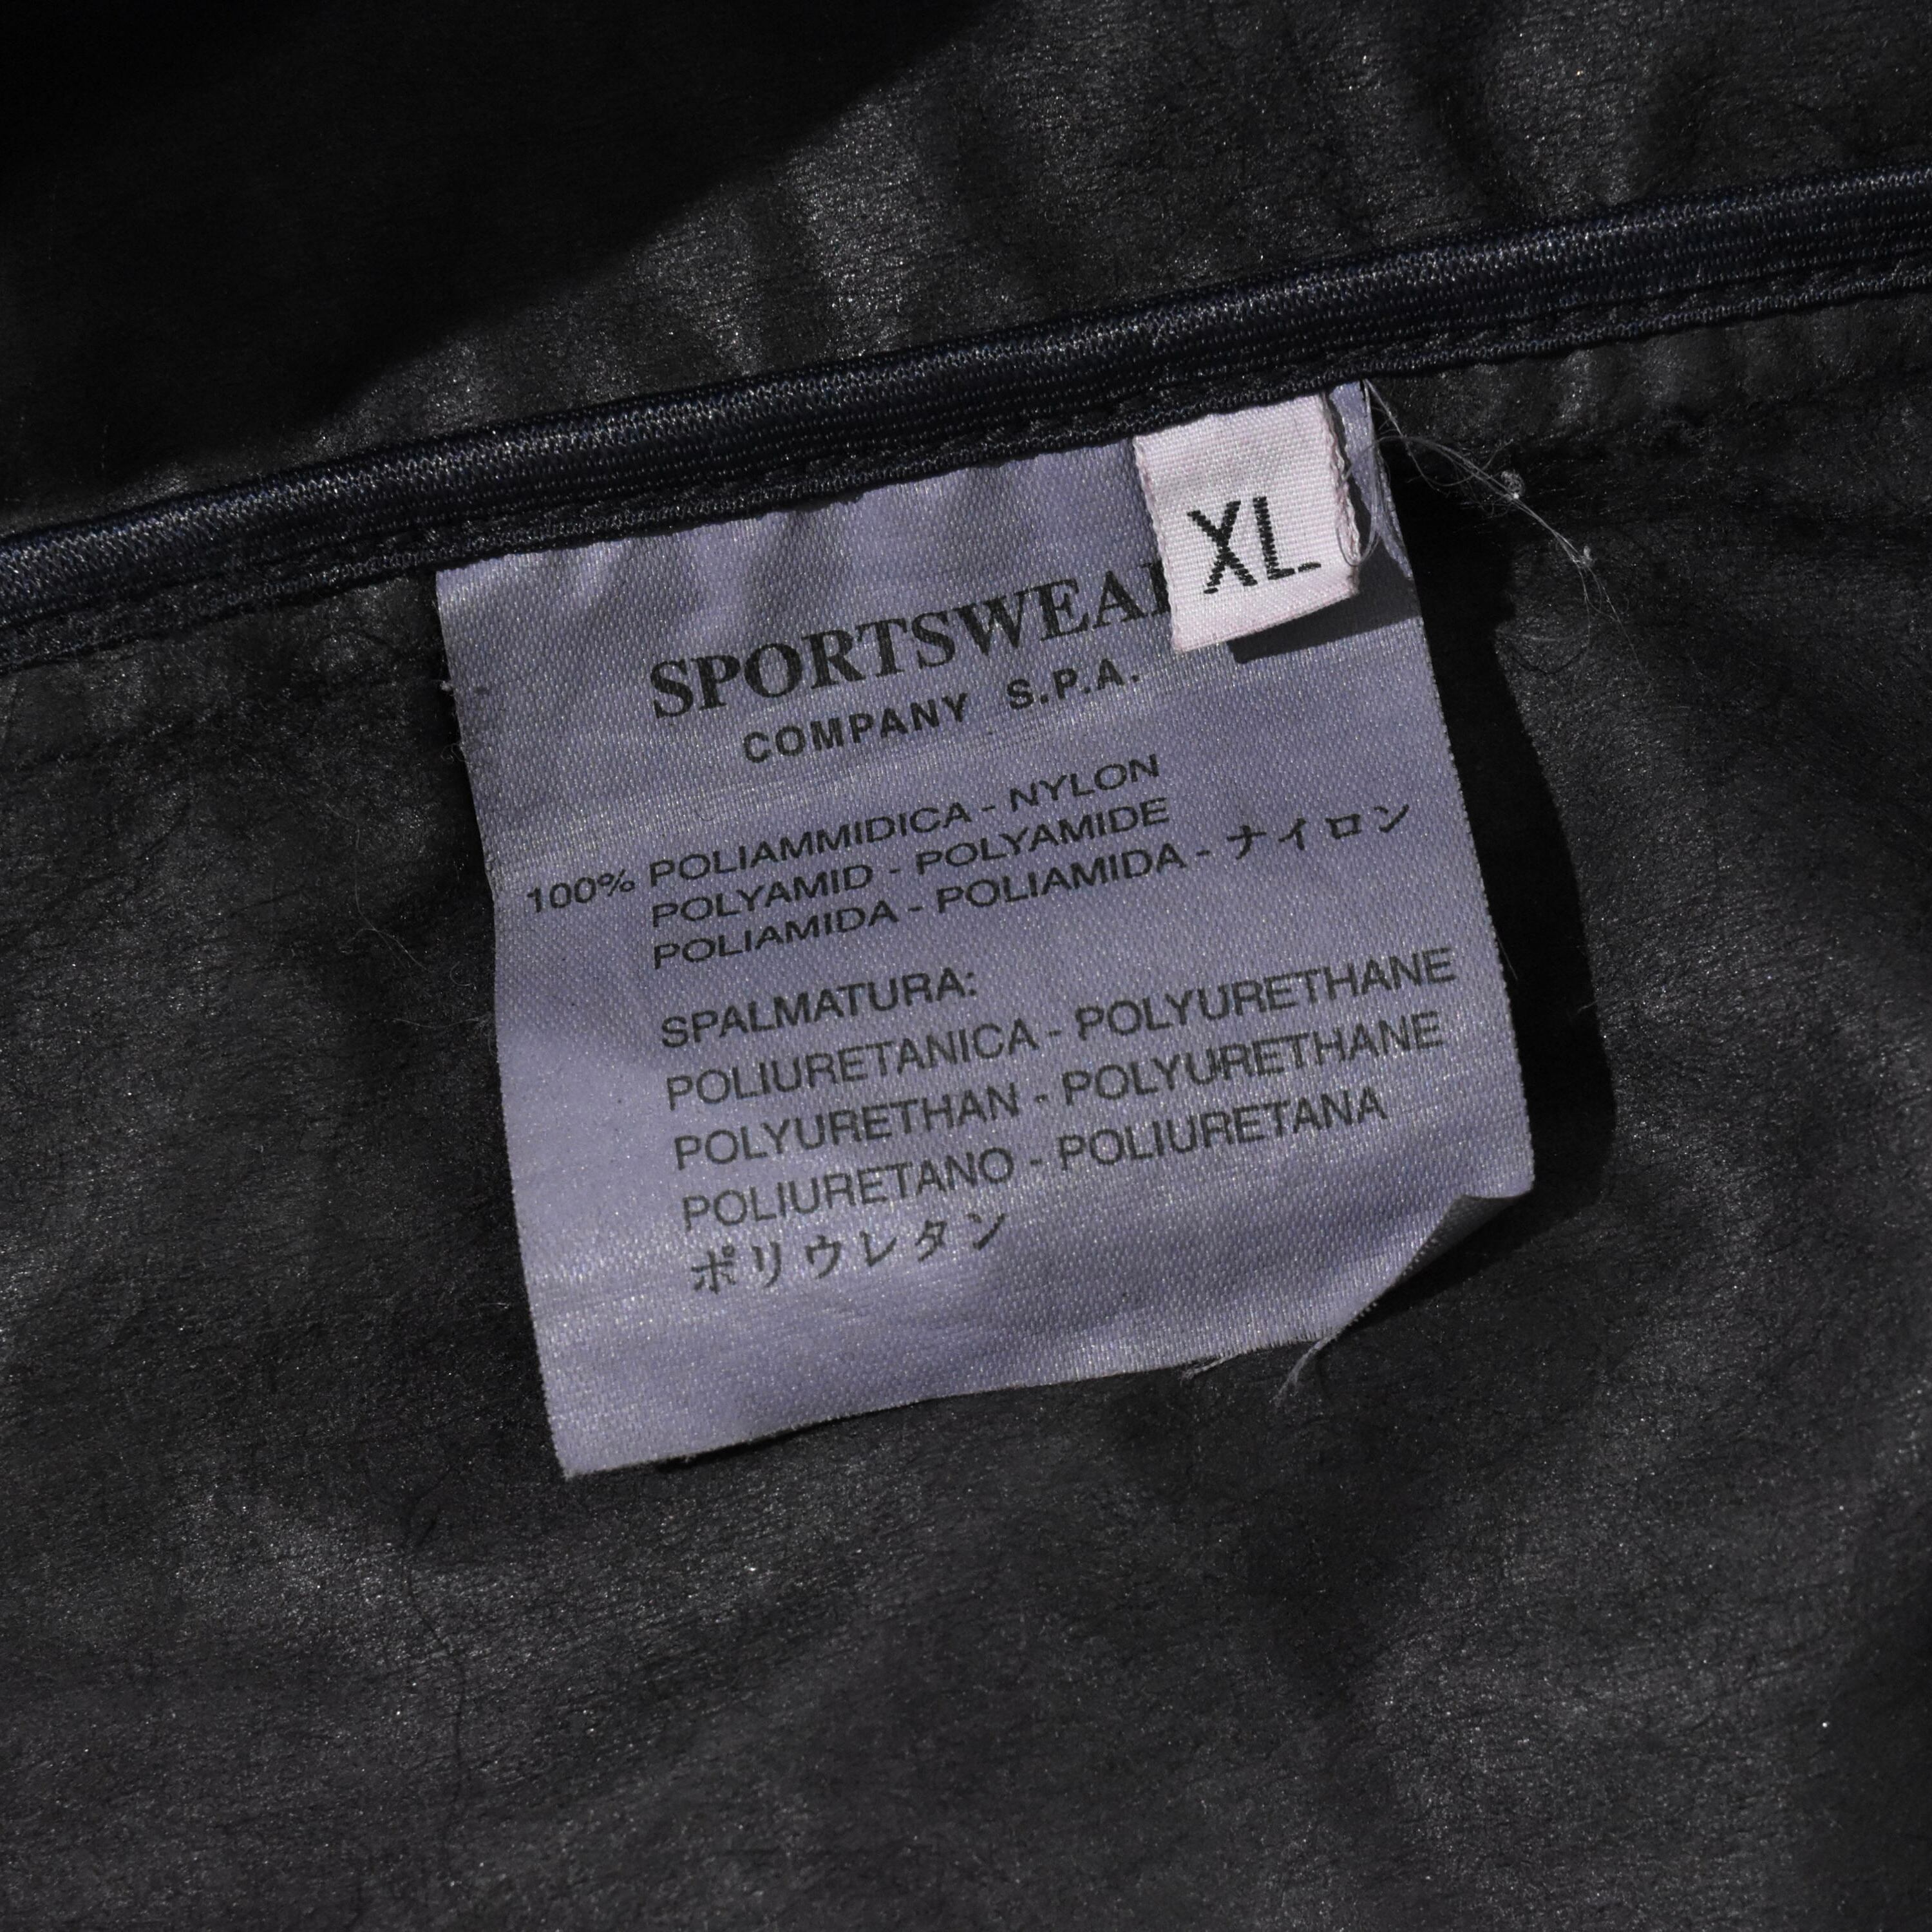 XL
SPORTSWEA
COMPANY S.P.A.
100% POLIAMMIDICA - NYLON
POLYAMID - POLYAMIDE
POLIAMIDA - POLIAMIDA - ナイロン
SPALMATURA:
POLIURETANICA - POLYURETHANE
POLYURETHAN - POLYURETHANE
POLIURETANO - POLIURETANA
ポリウレタン